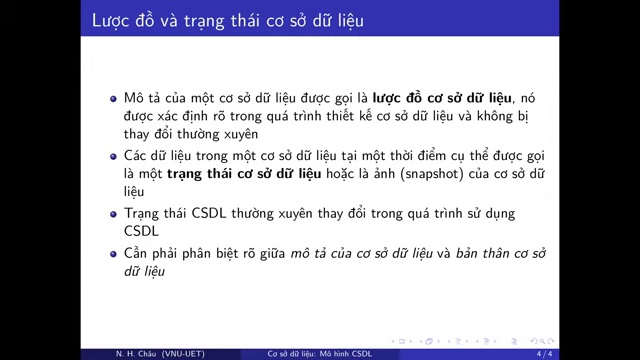 Lược đồ và trạng thái cơ sở dữ liệu
Mô tả của một cơ sở dữ liệu được gọi là lược đồ cơ sở dữ liệu, nó
được xác định rõ trong quá trình thiết kế cơ sở dữ liệu và không bị
thay đổi thường xuyên
Các dữ liệu trong một cơ sở dữ liệu tại một thời điểm cụ thể được gọi
là một trạng thái cơ sở dữ liệu hoặc là ảnh (snapshot) của cơ sở dữ
liệu
Trạng thái CSDL thường xuyên thay đổi trong quá trình sử dụng
CSDL
Cần phải phân biệt rõ giữa mô tả của cơ sở dữ liệu và bản thân cơ sở
dữ liệu
N. H. Châu (VNU-UET) Cơ sở dữ liệu: Mô hình CSDL 4 / 4